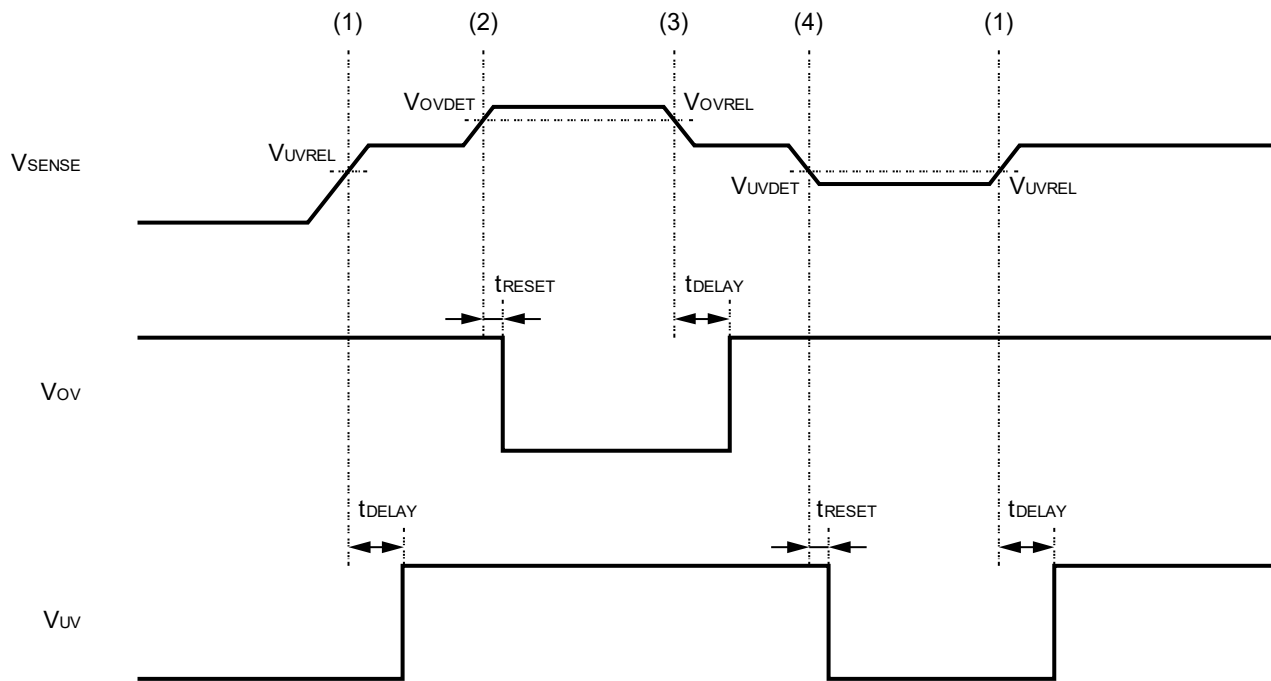 (1) (2) (3) (4) (1)
VOVDET VOVREL
VUVREL
VSENSE
VUVDET VUVREL
tRESET tDELAY
VOV
tDELAY tRESET tDELAY
VUV